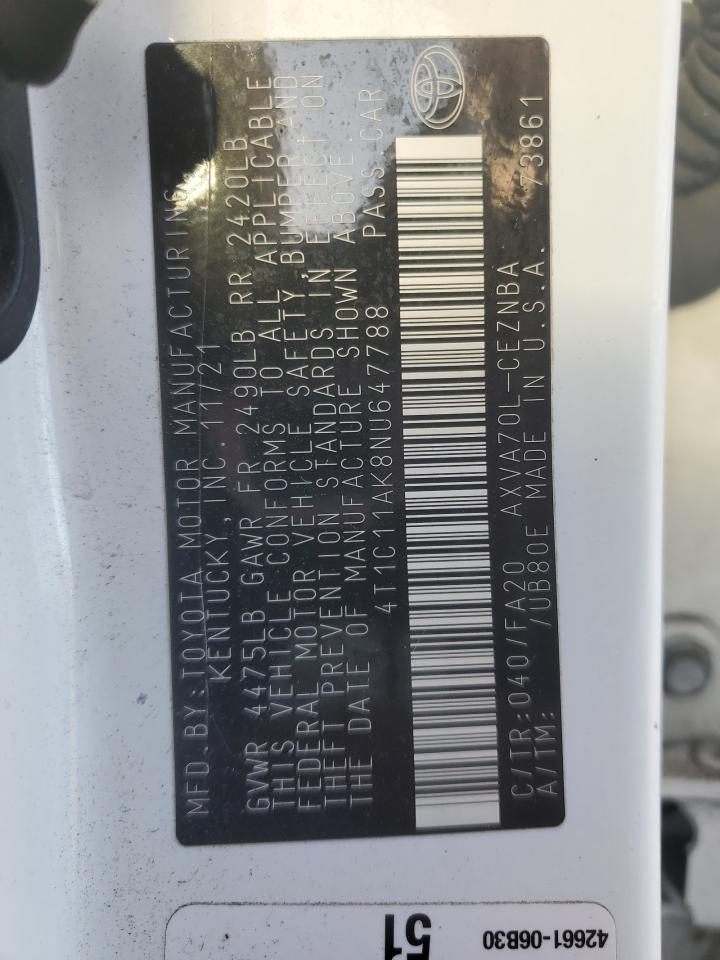 MFD.BY:TOYOTA MOTOR MANUFACTURING
KENTUCKY,INC.11/21
GVWR 4475LB GAWR FR 2490LB RR 2420LB
THIS VEHICLE CONFORMS TO ALL APPLICABLE
FEDERAL MOTOR VEHICLE SAFETY,BUMPER,AND
THEFT PREVENTION STANDARDS IN EFFECT ON
THE DATE OF MANUFACTURE SHOWN ABOVE.
4T1C11AK8NU647788 PASS.CAR
C/TR:040/FA20 AXVA70L-CEZNBA
A/TM: /UB80E MADE IN U.S.A. 73861
51
42661-06B30